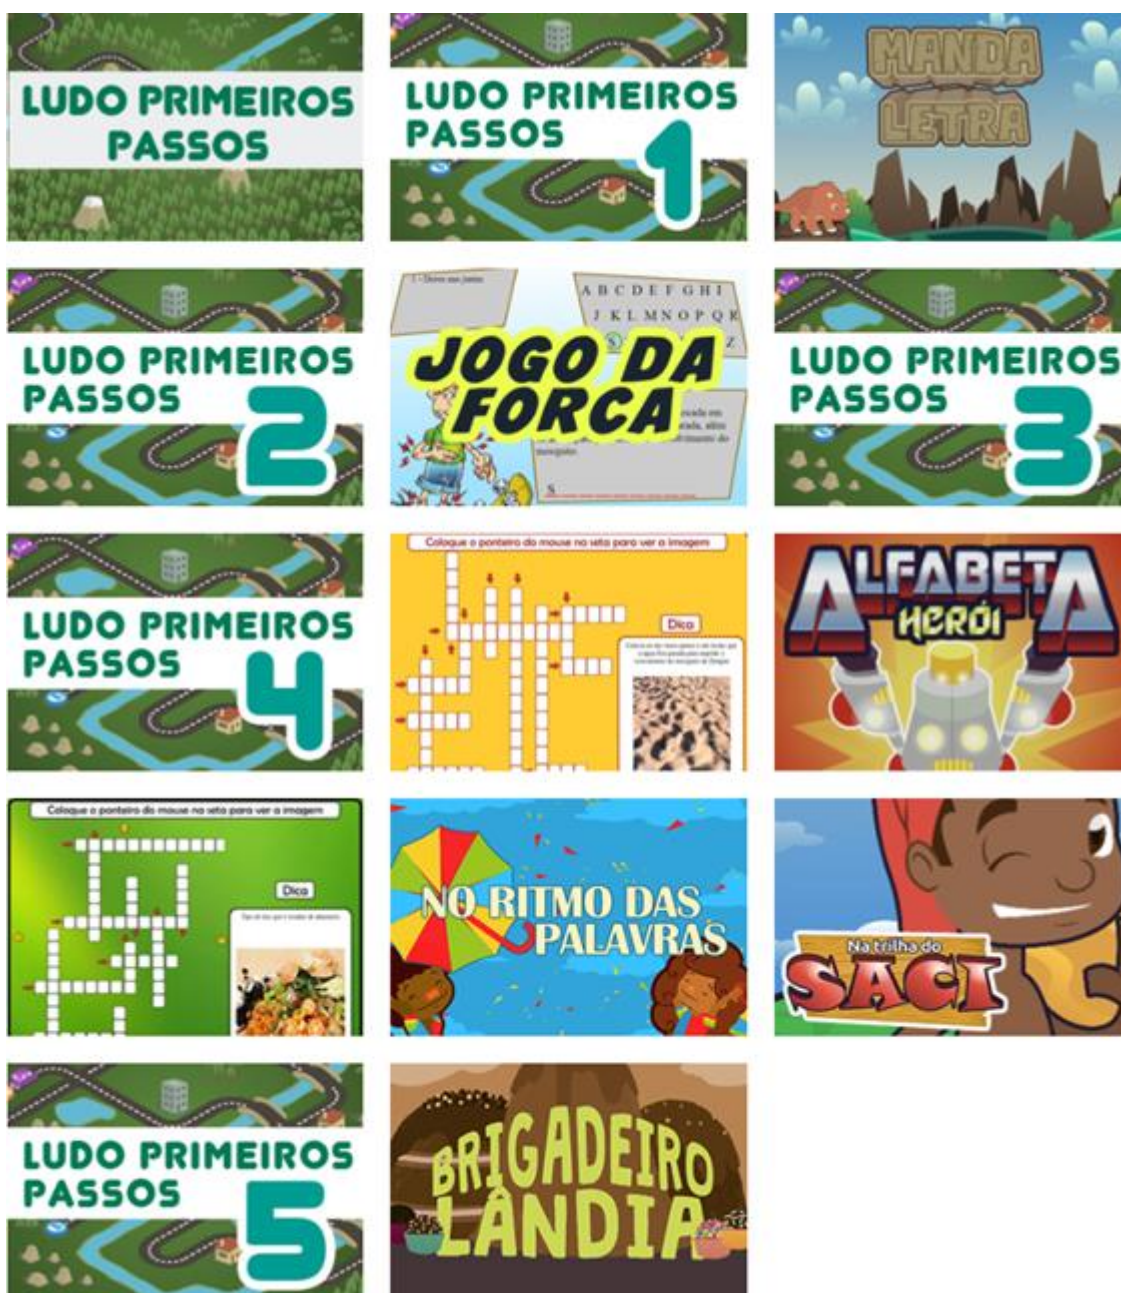 LUDO PRIMEIROS
PASSOS
LUDO PRIMEIROS
PASSOS
1
MANDA
LETRA
LUDO PRIMEIROS
PASSOS
2
A B C D E F G H I
J K L M N O P Q R
S Z
JOGO DA
FORCA
S
LUDO PRIMEIROS
PASSOS
3
LUDO PRIMEIROS
PASSOS
4
Coloque o ponteiro do mouse na seta para ver a imagem
Dica
ALFABETA
HERÓI
Coloque o ponteiro do mouse na seta para ver a imagem
Dica
NO RITMO DAS
PALAVRAS
Na trilha do
SACI
LUDO PRIMEIROS
PASSOS
5
BRIGADEIRO
LÂNDIA